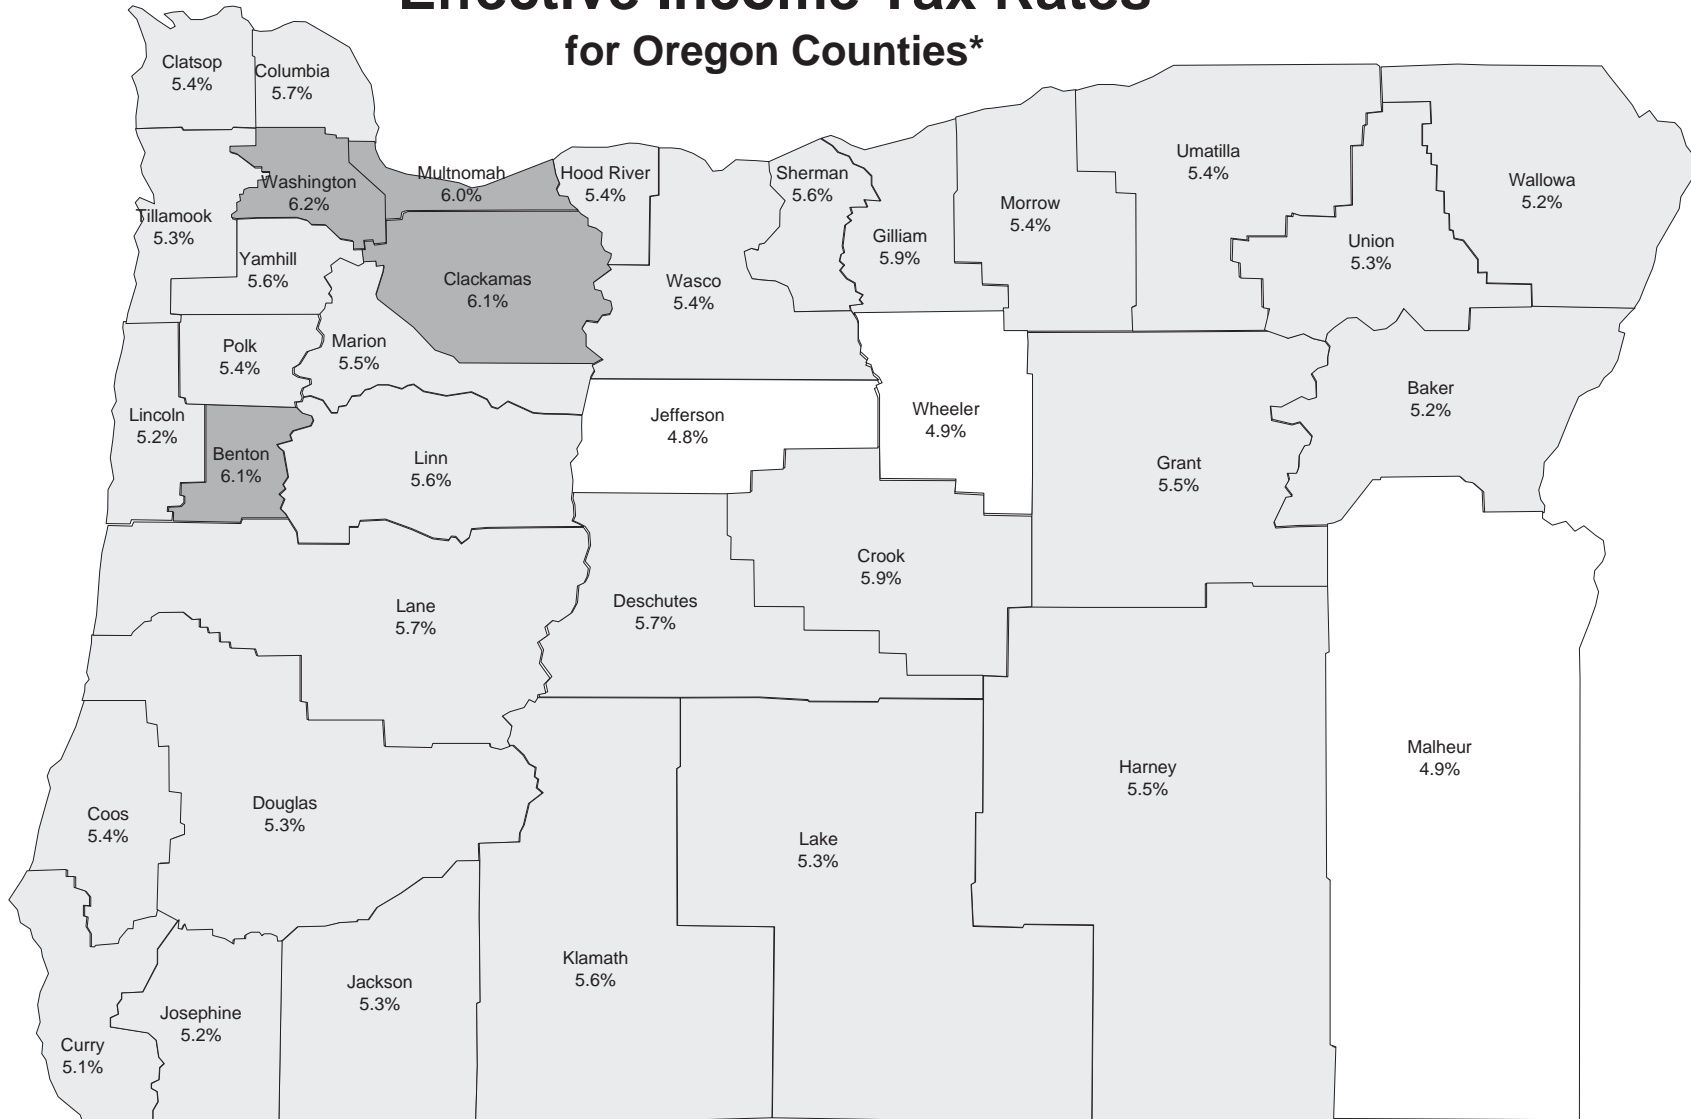 Effective Income Tax Rates
for Oregon Counties*
Clatsop
5.4%
Columbia
5.7%
Multnomah
6.0%
Hood River
5.4%
Sherman
5.6%
Umatilla
5.4%
Wallowa
5.2%
Washington
6.2%
Tillamook
5.3%
Morrow
5.4%
Gilliam
5.9%
Union
5.3%
Yamhill
5.6%
Clackamas
6.1%
Wasco
5.4%
Polk
5.4%
Marion
5.5%
Baker
5.2%
Lincoln
5.2%
Jefferson
4.8%
Wheeler
4.9%
Benton
6.1%
Linn
5.6%
Grant
5.5%
Crook
5.9%
Lane
5.7%
Deschutes
5.7%
Malheur
4.9%
Harney
5.5%
Coos
5.4%
Douglas
5.3%
Lake
5.3%
Klamath
5.6%
Jackson
5.3%
Josephine
5.2%
Curry
5.1%